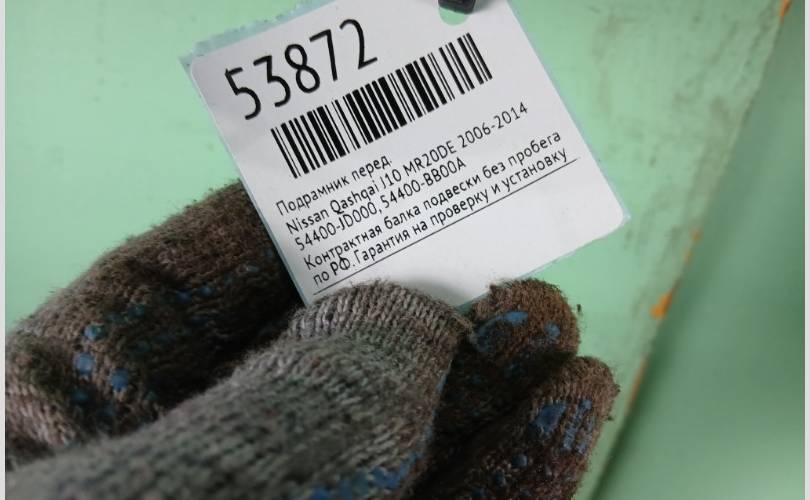 53872
Подрамник перед.
Nissan Qashqai J10 MR20DE 2006-2014
54400-JD000, 54400-BB00A
Контрактная балка подвески без пробега
по РФ. Гарантия на проверку и установку